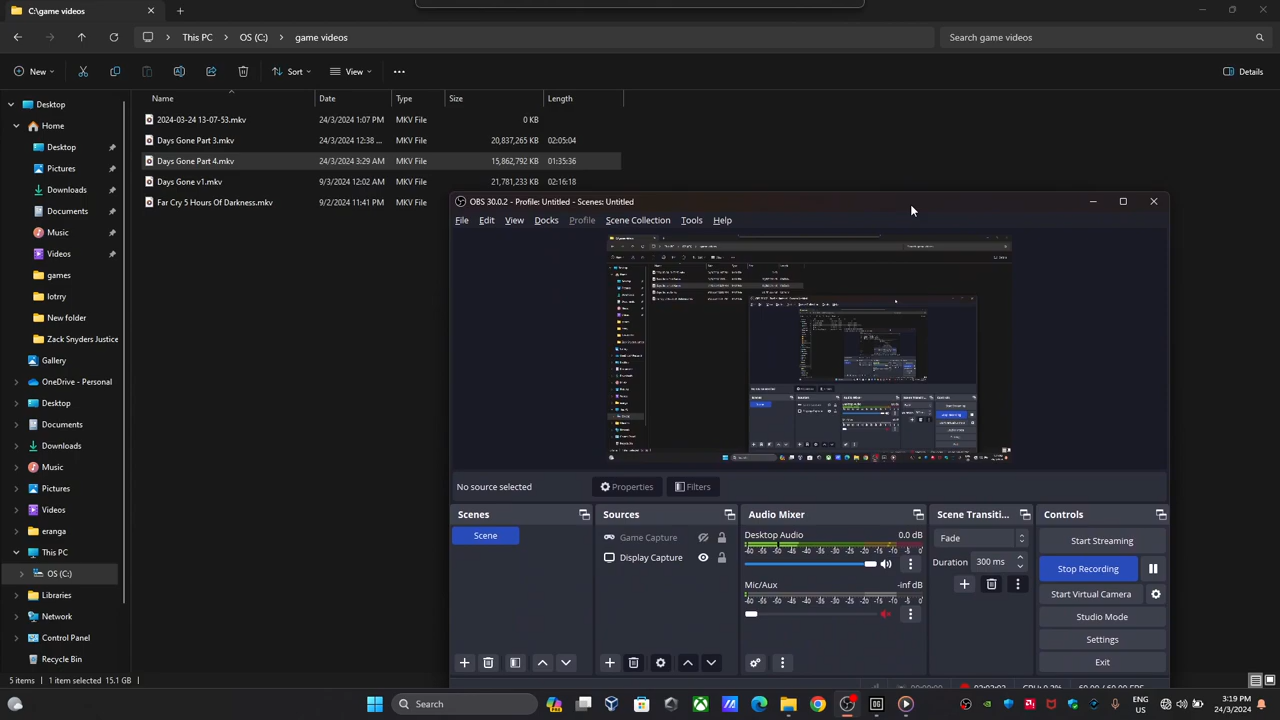 C:\game videos
This PC > OS (C:) > game videos
Search game videos
New Sort View Details
Name Date Type Size Length
2024-03-24 13-07-53.mkv 24/3/2024 1:07 PM MKV File 0 KB
Days Gone Part 3.mkv 24/3/2024 12:38 ... MKV File 20,837,265 KB 02:05:04
Days Gone Part 4.mkv 24/3/2024 3:29 AM MKV File 15,862,792 KB 01:35:36
Days Gone v1.mkv 9/3/2024 12:02 AM MKV File 21,781,233 KB 02:16:18
Far Cry 5 Hours Of Darkness.mkv 9/2/2024 11:41 PM MKV File
Desktop
Home
Desktop
Pictures
Downloads
Documents
Music
Videos
games
lotrry
New folder
Zack Snyders Justice
Gallery
OneDrive - Personal
Desktop
Documents
Downloads
Music
Pictures
Videos
eranga
This PC
OS (C:)
Libraries
Network
Control Panel
Recycle Bin
5 items 1 item selected 15.1 GB
OBS 30.0.2 - Profile: Untitled - Scenes: Untitled
File Edit View Docks Profile Scene Collection Tools Help
No source selected Properties Filters
Scenes Sources Audio Mixer Scene Transiti... Controls
Scene
Game Capture
Display Capture
Desktop Audio 0.0 dB
-60 -55 -50 -45 -40 -35 -30 -25 -20 -15 -10 -5 0
Mic/Aux -inf dB
-60 -55 -50 -45 -40 -35 -30 -25 -20 -15 -10 -5 0
Fade
Duration 300 ms
Start Streaming
Stop Recording
Start Virtual Camera
Studio Mode
Settings
Exit
Search
ENG
US
3:19 PM
24/3/2024